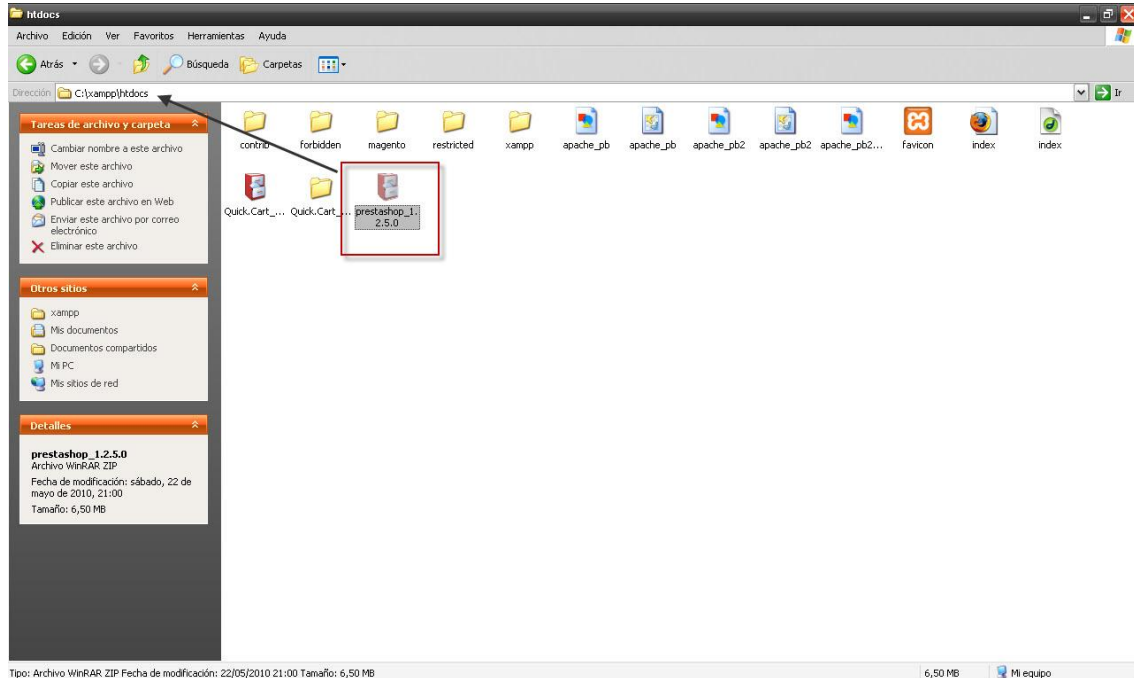 htdocs
Archivo Edición Ver Favoritos Herramientas Ayuda
Atrás Búsqueda Carpetas
Dirección C:\xampp\htdocs Ir
Tareas de archivo y carpeta
Cambiar nombre a este archivo
Mover este archivo
Copiar este archivo
Publicar este archivo en Web
Enviar este archivo por correo
electrónico
Eliminar este archivo
Otros sitios
xampp
Mis documentos
Documentos compartidos
Mi PC
Mis sitios de red
Detalles
prestashop_1.2.5.0
Archivo WinRAR ZIP
Fecha de modificación: sábado, 22 de
mayo de 2010, 21:00
Tamaño: 6,50 MB
contrib forbidden magento restricted xampp apache_pb apache_pb apache_pb2 apache_pb2 apache_pb2... favicon index index
Quick.Cart_... Quick.Cart_... prestashop_1.
2.5.0
Tipo: Archivo WinRAR ZIP Fecha de modificación: 22/05/2010 21:00 Tamaño: 6,50 MB 6,50 MB Mi equipo